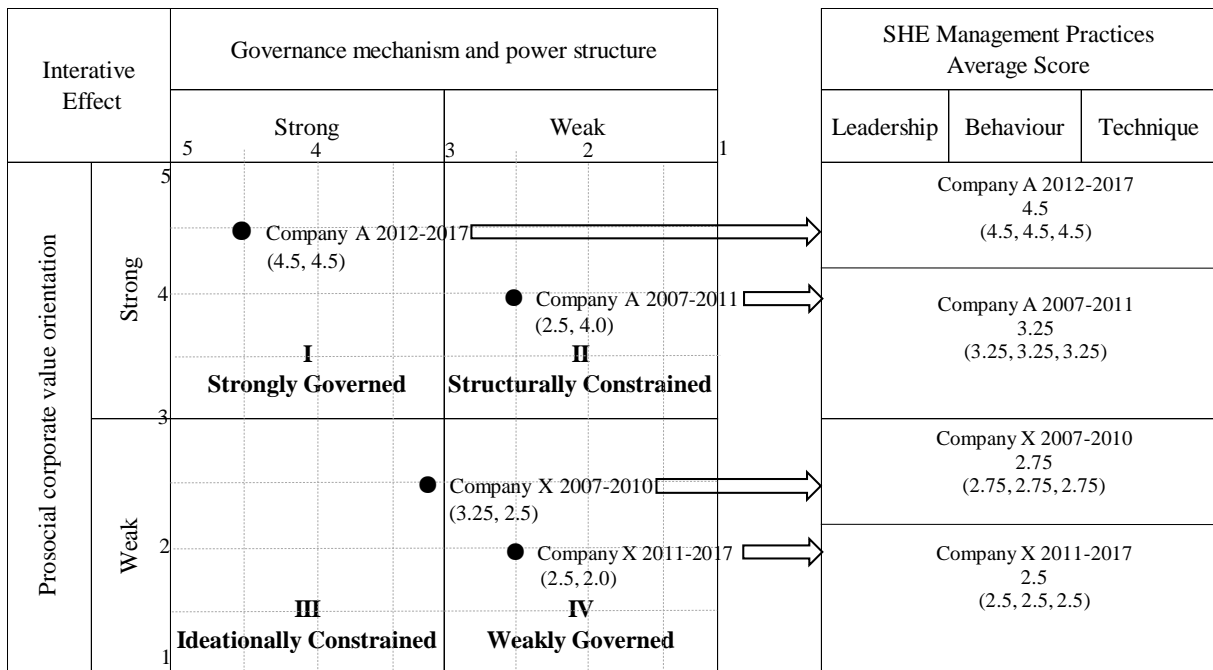 Interative
Effect
Governance mechanism and power structure
SHE Management Practices
Average Score
Strong
Weak
Leadership
Behaviour
Technique
5
4
3
2
1
Prosocial corporate value orientation
Strong
Weak
5
4
3
2
1
Company A 2012-2017
(4.5, 4.5)
Company A 2007-2011
(2.5, 4.0)
I
Strongly Governed
II
Structurally Constrained
Company X 2007-2010
(3.25, 2.5)
Company X 2011-2017
(2.5, 2.0)
III
Ideationally Constrained
IV
Weakly Governed
Company A 2012-2017
4.5
(4.5, 4.5, 4.5)
Company A 2007-2011
3.25
(3.25, 3.25, 3.25)
Company X 2007-2010
2.75
(2.75, 2.75, 2.75)
Company X 2011-2017
2.5
(2.5, 2.5, 2.5)